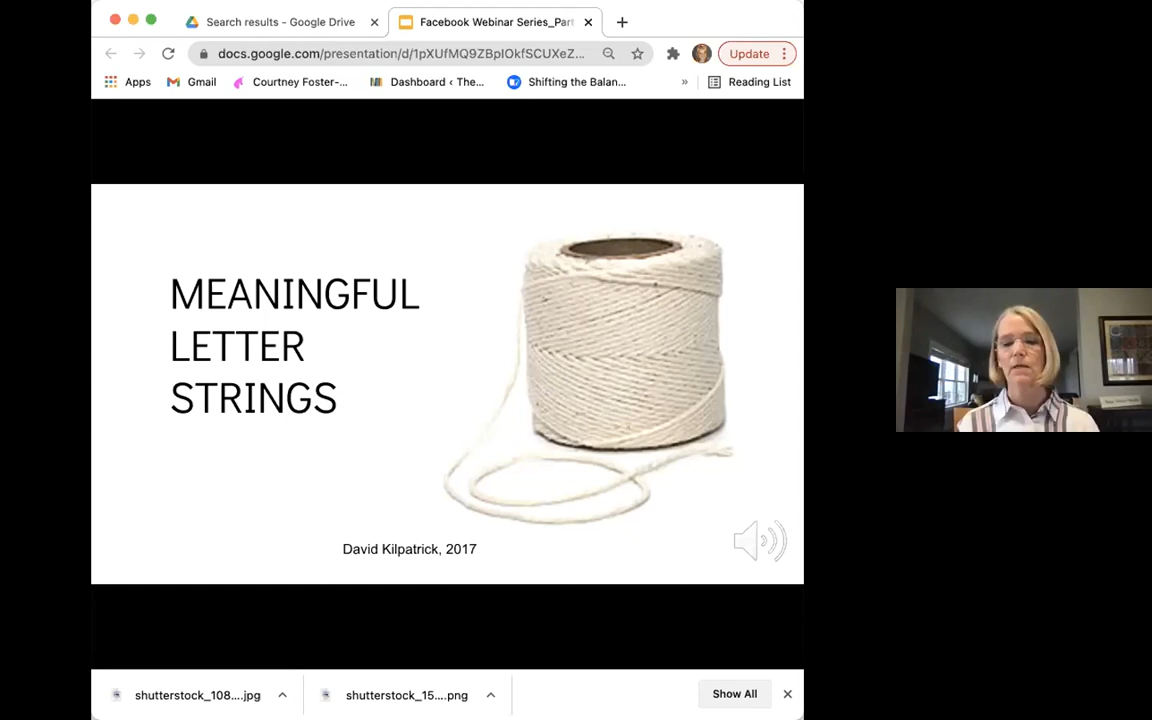 Search results - Google Drive
Facebook Webinar Series_Part
docs.google.com/presentation/d/1pXUfMQ9ZBpIOkfSCUXeZ...
Update
Apps
Gmail
Courtney Foster-...
Dashboard ‹ The...
Shifting the Balan...
»
Reading List
MEANINGFUL
LETTER
STRINGS
David Kilpatrick, 2017
shutterstock_108....jpg
shutterstock_15....png
Show All